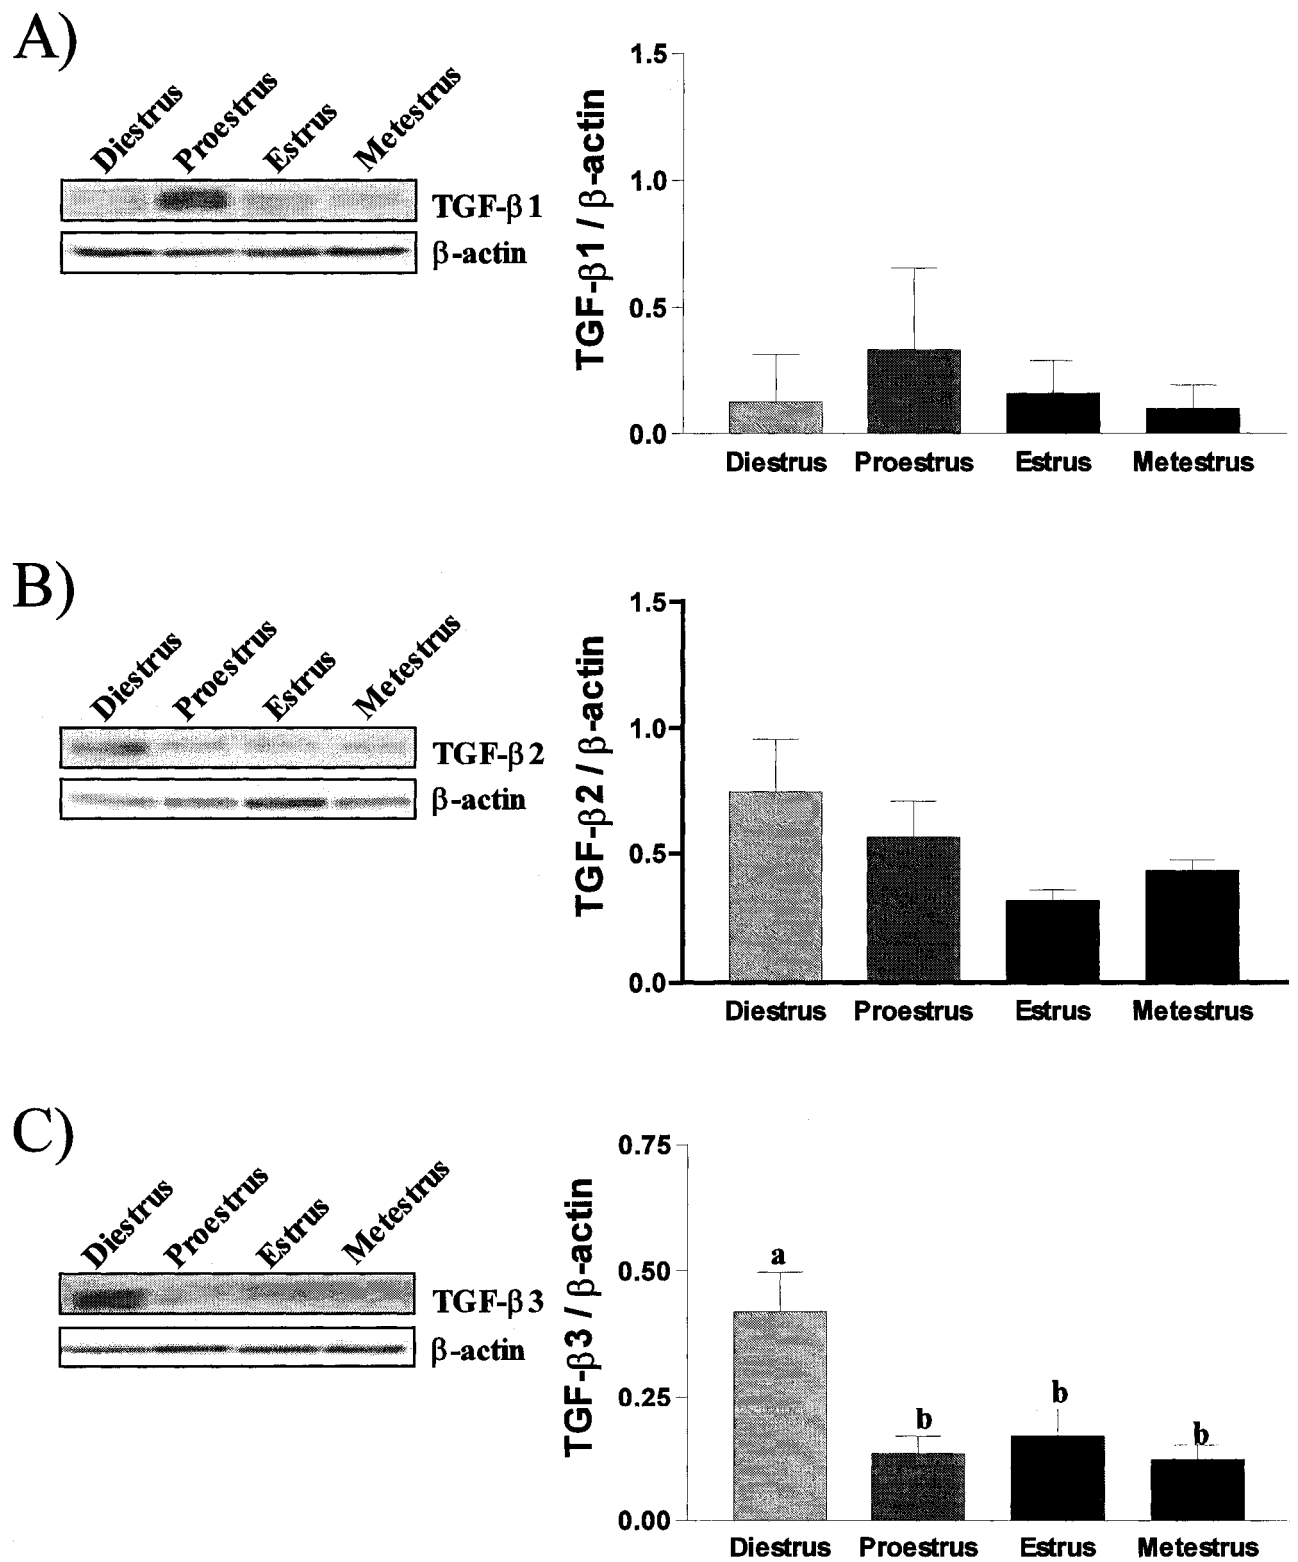 A)
Diestrus
Proestrus
Estrus
Metestrus
TGF-β1
β-actin
TGF-β1 / β-actin
1.5
1.0
0.5
0.0
Diestrus Proestrus Estrus Metestrus
B)
Diestrus
Proestrus
Estrus
Metestrus
TGF-β2
β-actin
TGF-β2 / β-actin
1.5
1.0
0.5
0.0
Diestrus Proestrus Estrus Metestrus
C)
Diestrus
Proestrus
Estrus
Metestrus
TGF-β3
β-actin
TGF-β3 / β-actin
0.75
0.50
0.25
0.00
a
b
b
b
Diestrus Proestrus Estrus Metestrus